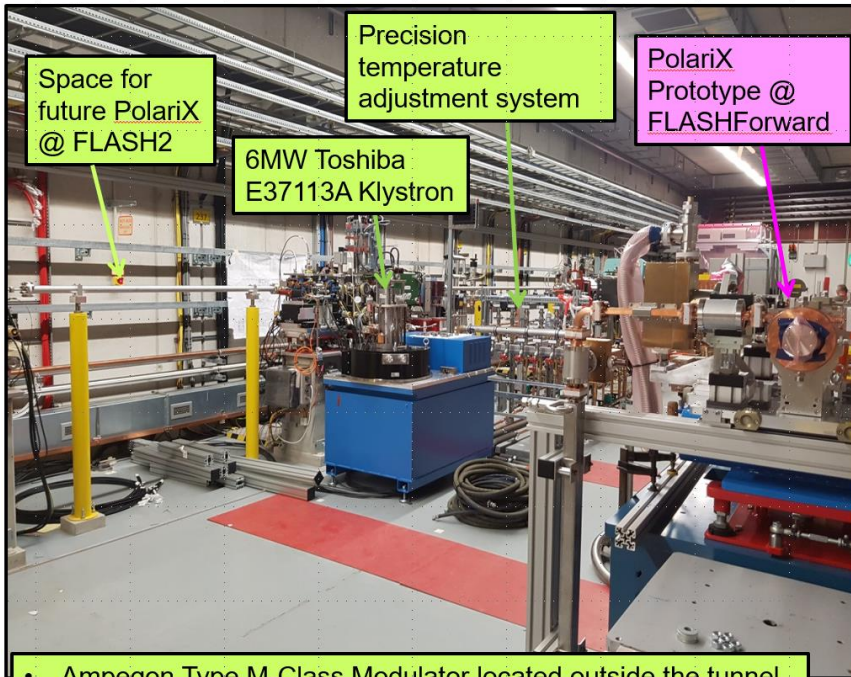 Space for
future PolariX
@ FLASH2
Precision
temperature
adjustment system
PolariX
Prototype @
FLASHForward
6MW Toshiba
E37113A Klystron
237
• Ampegon Type M-Class Modulator located outside the tunnel